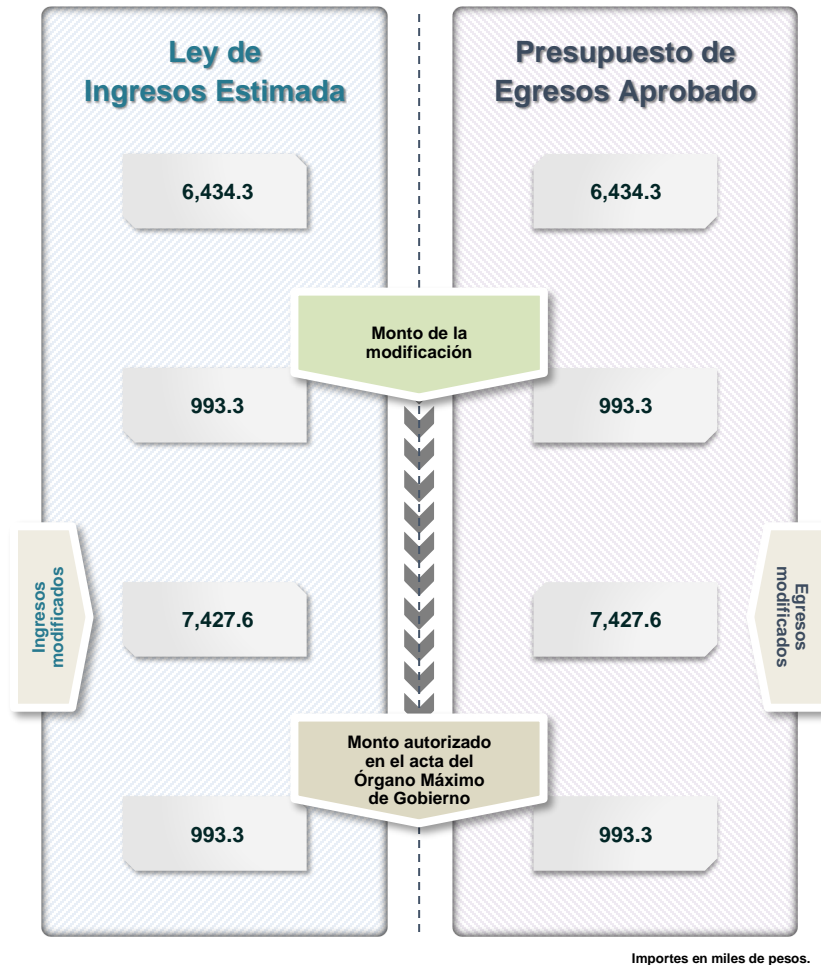 Ley de
Ingresos Estimada
Presupuesto de
Egresos Aprobado
6,434.3
6,434.3
Monto de la
modificación
993.3
993.3
Ingresos
modificados
7,427.6
7,427.6
Egresos
modificados
Monto autorizado
en el acta del
Órgano Máximo
de Gobierno
993.3
993.3
Importes en miles de pesos.